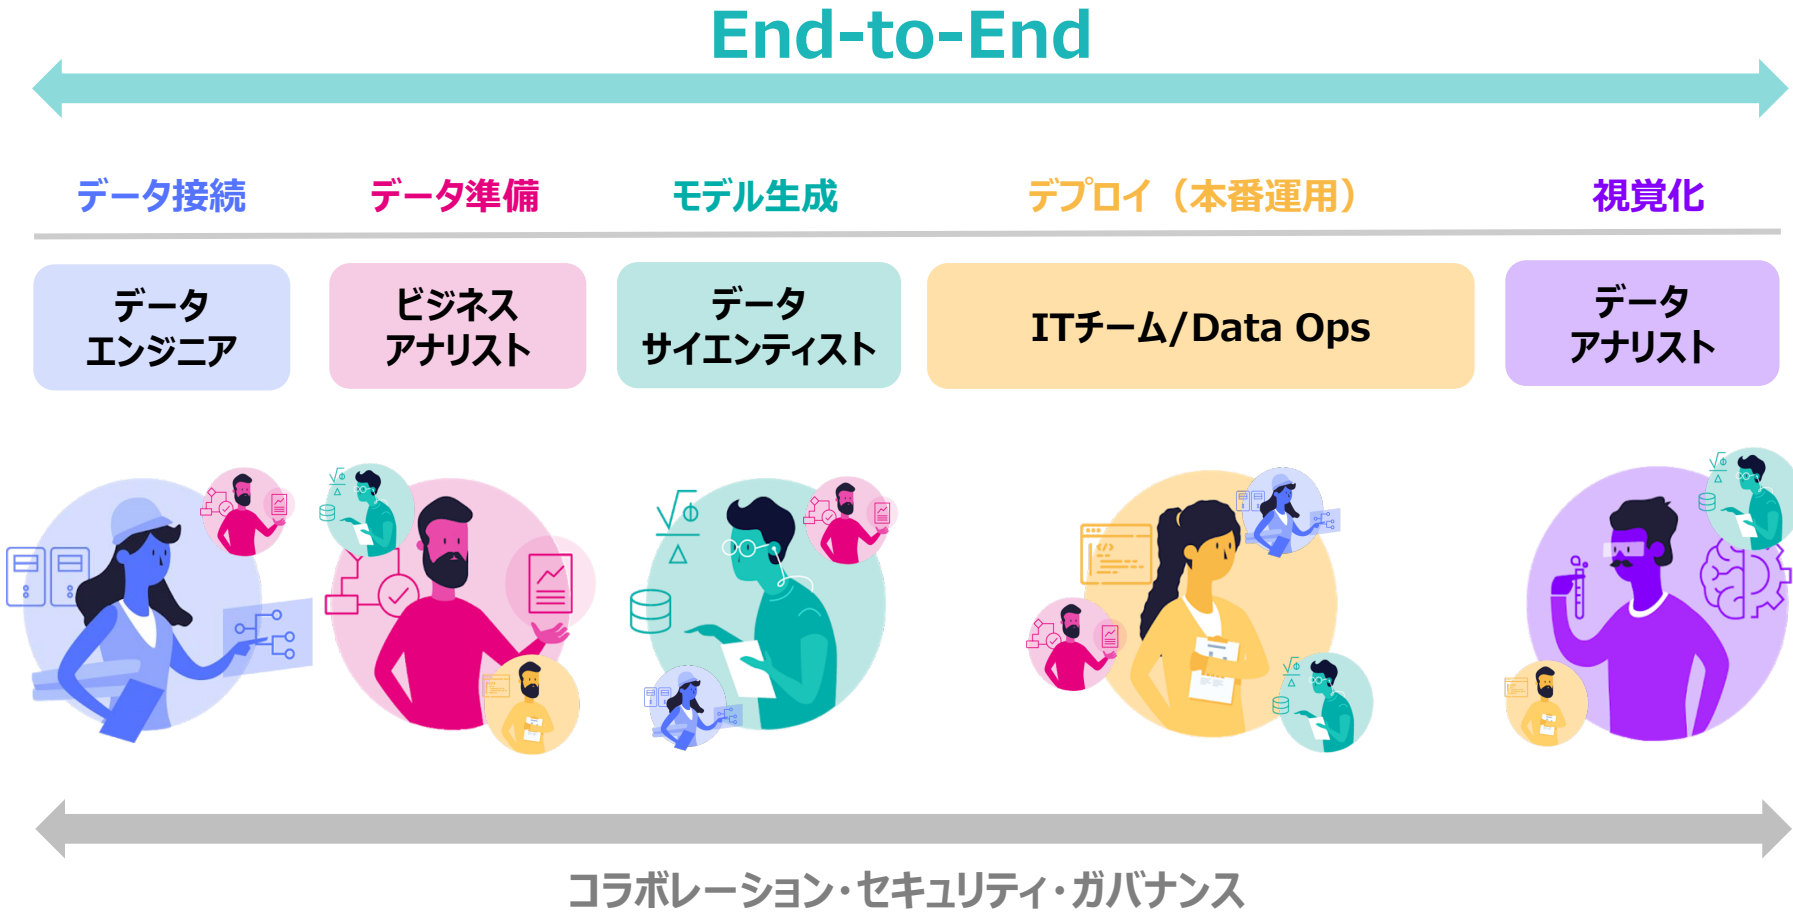 End-to-End
データ接続
データ準備
モデル生成
デプロイ（本番運用）
視覚化
データ
エンジニア
ビジネス
アナリスト
データ
サイエンティスト
ITチーム/Data Ops
データ
アナリスト
コラボレーション・セキュリティ・ガバナンス